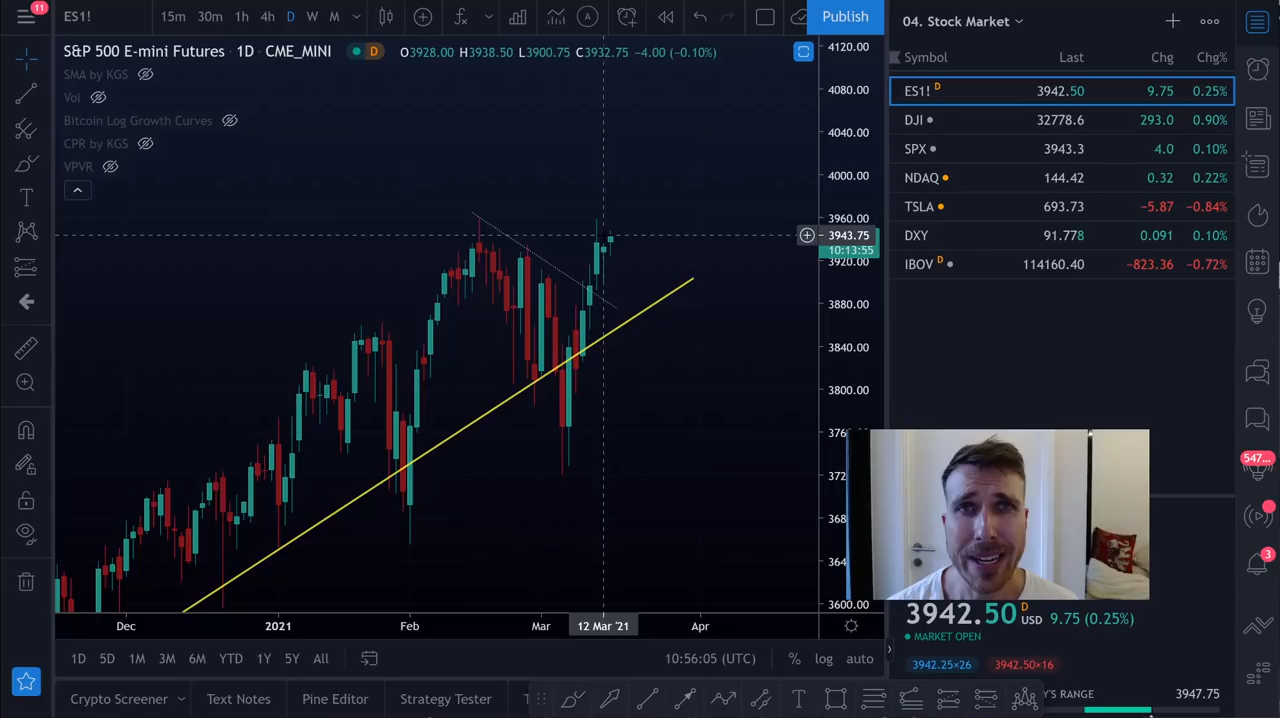 11
ES1!
15m 30m 1h 4h D W M
Publish
04. Stock Market
S&P 500 E-mini Futures · 1D · CME_MINI D O3928.00 H3938.50 L3900.75 C3932.75 −4.00 (−0.10%)
SMA by KGS
Vol
Bitcoin Log Growth Curves
CPR by KGS
VPVR
4120.00
4080.00
4040.00
4000.00
3960.00
3943.75
10:13:55
3920.00
3880.00
3840.00
3800.00
376
372
368
364
3600.00
Dec 2021 Feb Mar 12 Mar '21 Apr
1D 5D 1M 3M 6M YTD 1Y 5Y All
10:56:05 (UTC) % log auto
Crypto Screener Text Notes Pine Editor Strategy Tester
Symbol Last Chg Chg%
ES1! D 3942.50 9.75 0.25%
DJI 32778.6 293.0 0.90%
SPX 3943.3 4.0 0.10%
NDAQ 144.42 0.32 0.22%
TSLA 693.73 −5.87 −0.84%
DXY 91.778 0.091 0.10%
IBOV D 114160.40 −823.36 −0.72%
3942.50 D USD 9.75 (0.25%)
MARKET OPEN
3942.25×26 3942.50×16
Y'S RANGE 3947.75
547...
3